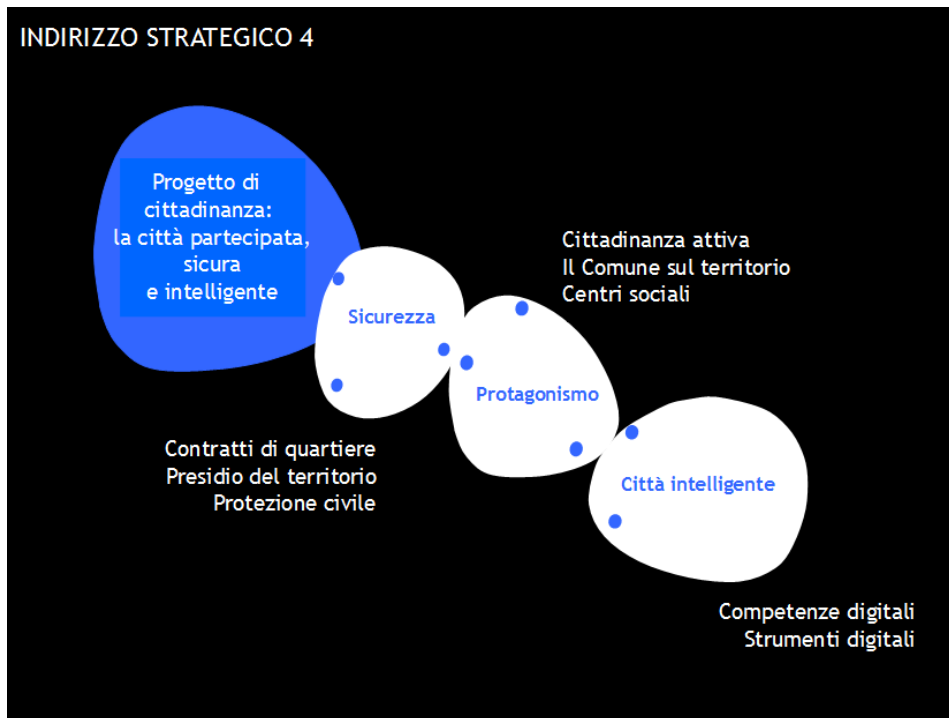 INDIRIZZO STRATEGICO 4
Progetto di
cittadinanza:
la città partecipata,
sicura
e intelligente
Sicurezza
Contratti di quartiere
Presidio del territorio
Protezione civile
Protagonismo
Cittadinanza attiva
Il Comune sul territorio
Centri sociali
Città intelligente
Competenze digitali
Strumenti digitali